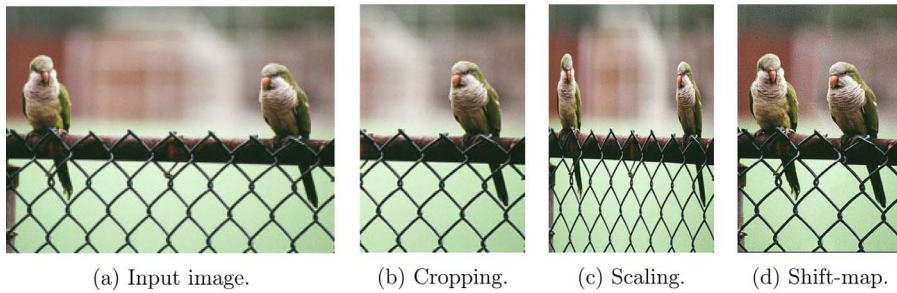 (a) Input image.
(b) Cropping.
(c) Scaling.
(d) Shift-map.